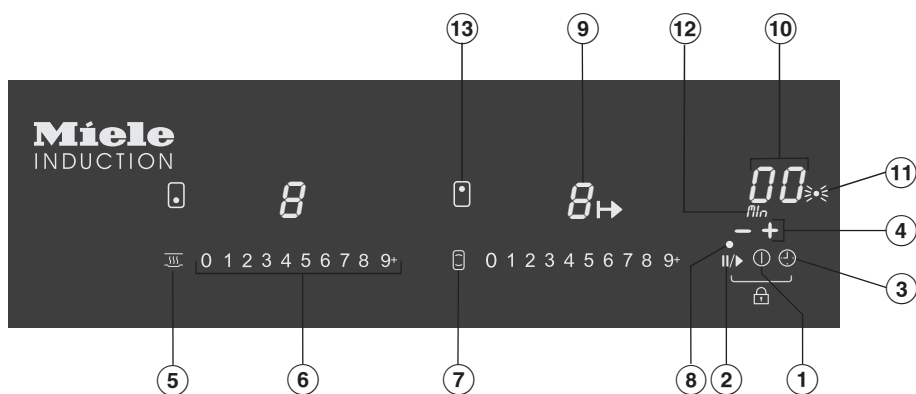 13 9 12 10
Miele
INDUCTION
8 8 00 11
Min
- + 4
0 1 2 3 4 5 6 7 8 9+ 0 1 2 3 4 5 6 7 8 9+ II/▶ 3
5 6 7 8 2 1